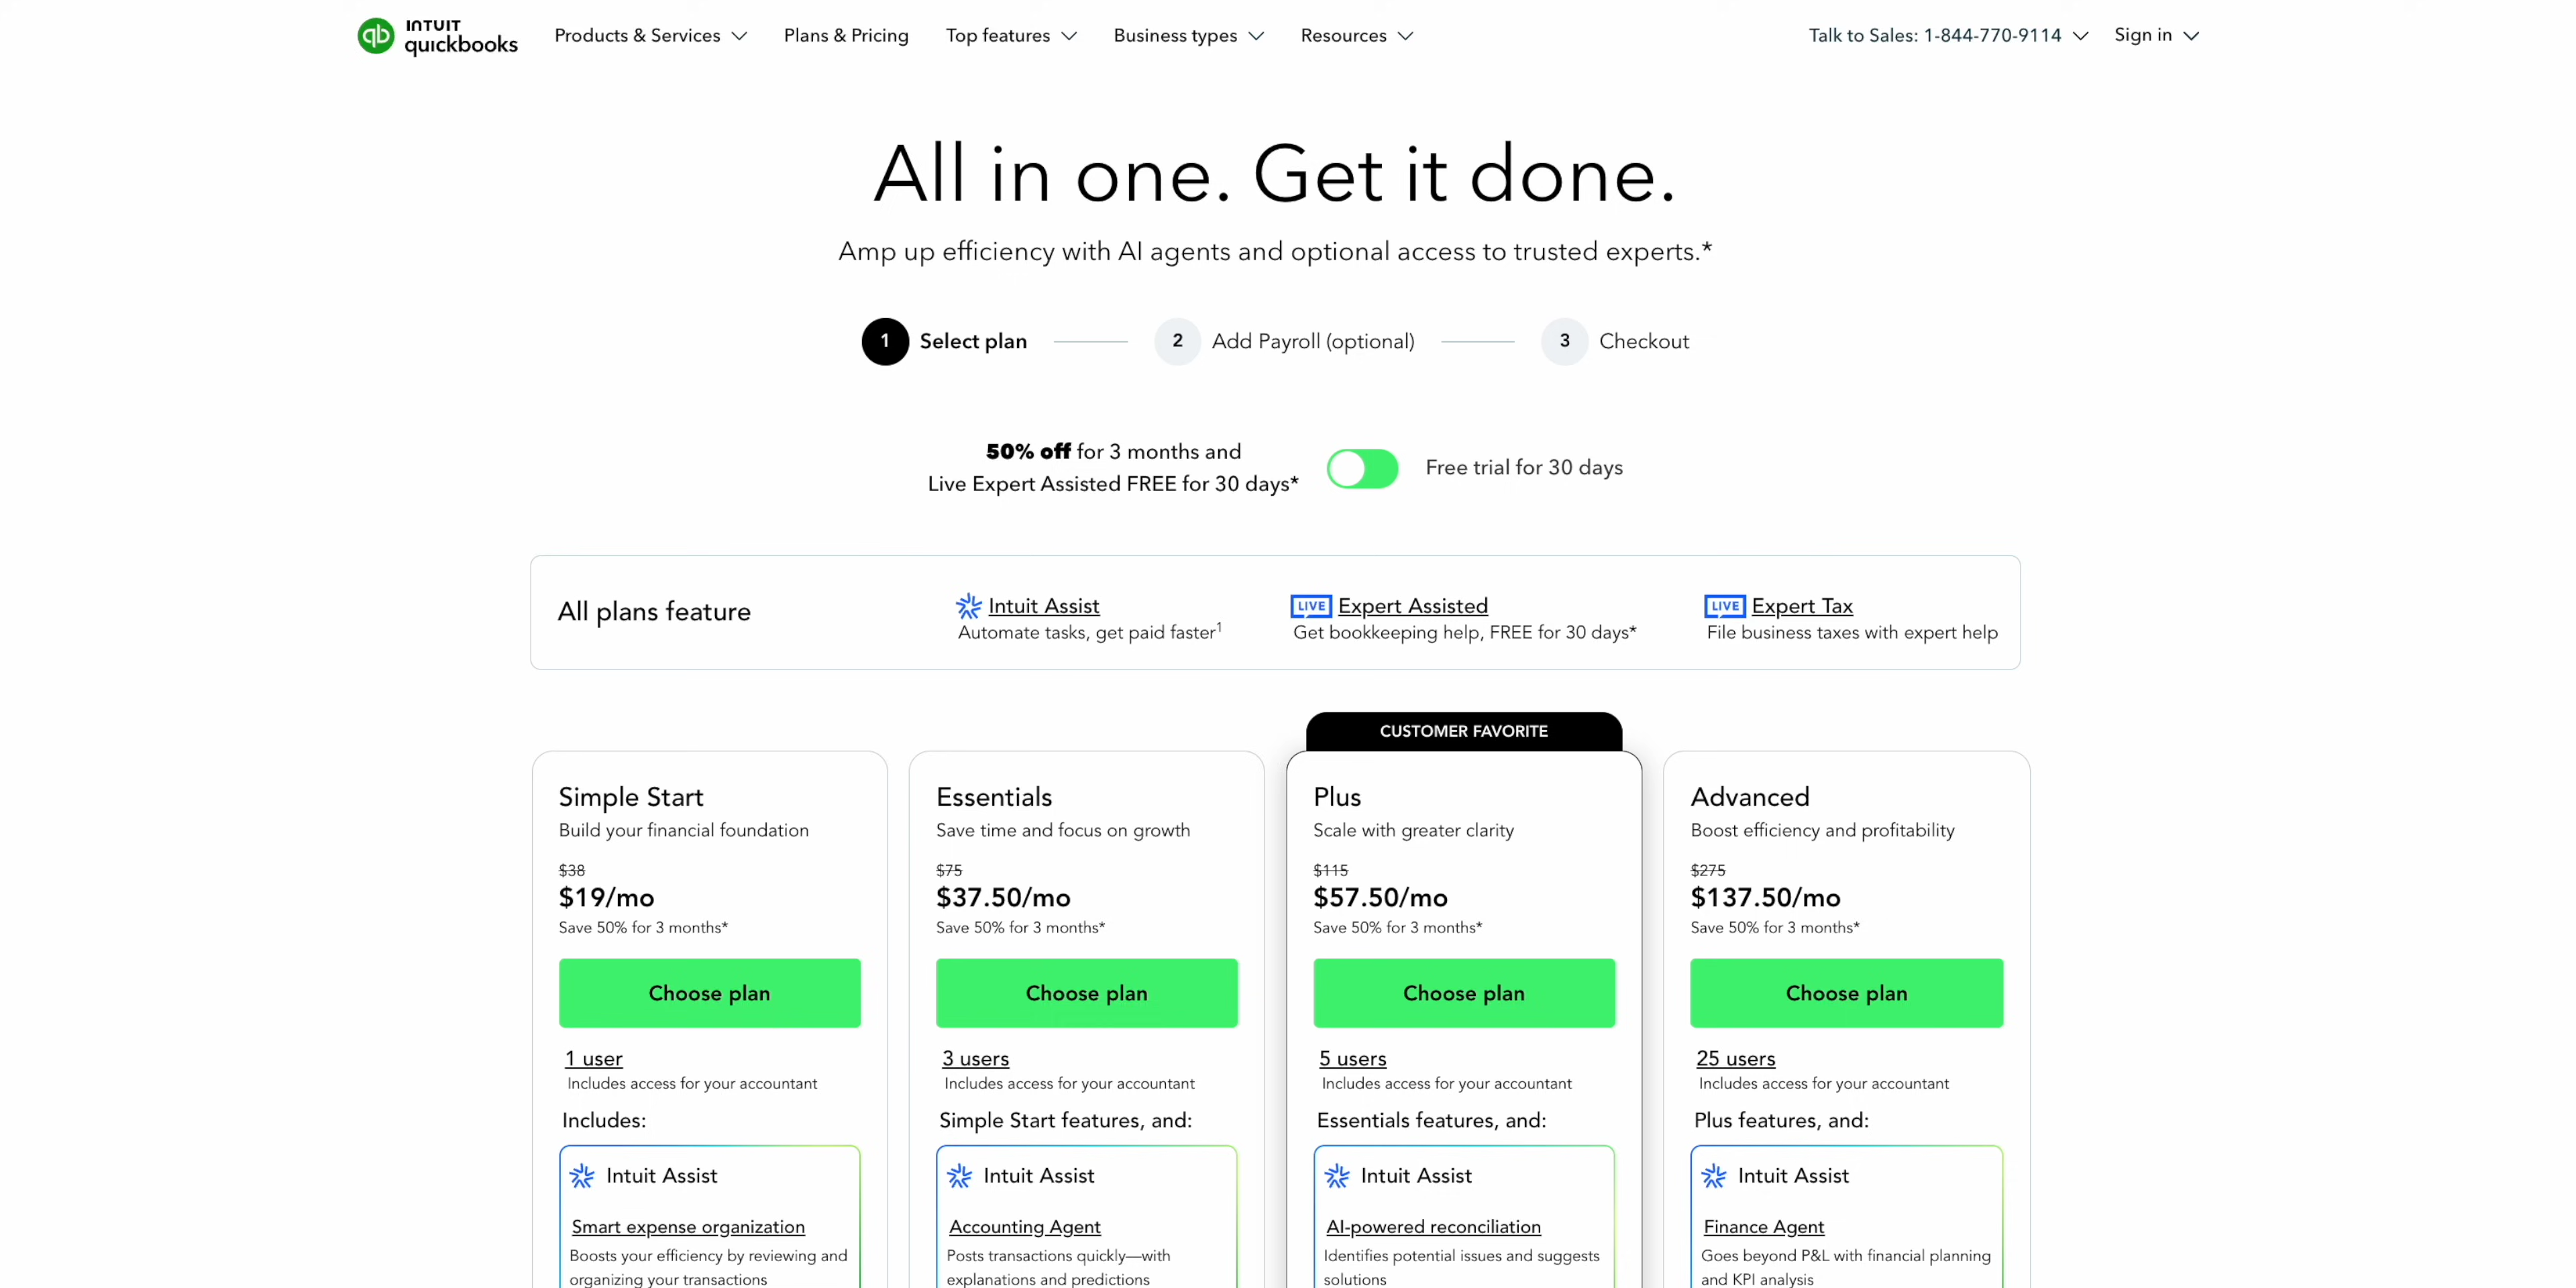 INTUIT
quickbooks
Products & Services
Plans & Pricing
Top features
Business types
Resources
Talk to Sales: 1-844-770-9114
Sign in
All in one. Get it done.
Amp up efficiency with AI agents and optional access to trusted experts.*
1 Select plan
2 Add Payroll (optional)
3 Checkout
50% off for 3 months and
Live Expert Assisted FREE for 30 days*
Free trial for 30 days
All plans feature
Intuit Assist
Automate tasks, get paid faster¹
LIVE Expert Assisted
Get bookkeeping help, FREE for 30 days*
LIVE Expert Tax
File business taxes with expert help
Simple Start
Build your financial foundation
$38
$19/mo
Save 50% for 3 months*
Choose plan
1 user
Includes access for your accountant
Includes:
Intuit Assist
Smart expense organization
Boosts your efficiency by reviewing and
organizing your transactions
Essentials
Save time and focus on growth
$75
$37.50/mo
Save 50% for 3 months*
Choose plan
3 users
Includes access for your accountant
Simple Start features, and:
Intuit Assist
Accounting Agent
Posts transactions quickly—with
explanations and predictions
CUSTOMER FAVORITE
Plus
Scale with greater clarity
$115
$57.50/mo
Save 50% for 3 months*
Choose plan
5 users
Includes access for your accountant
Essentials features, and:
Intuit Assist
AI-powered reconciliation
Identifies potential issues and suggests
solutions
Advanced
Boost efficiency and profitability
$275
$137.50/mo
Save 50% for 3 months*
Choose plan
25 users
Includes access for your accountant
Plus features, and:
Intuit Assist
Finance Agent
Goes beyond P&L with financial planning
and KPI analysis